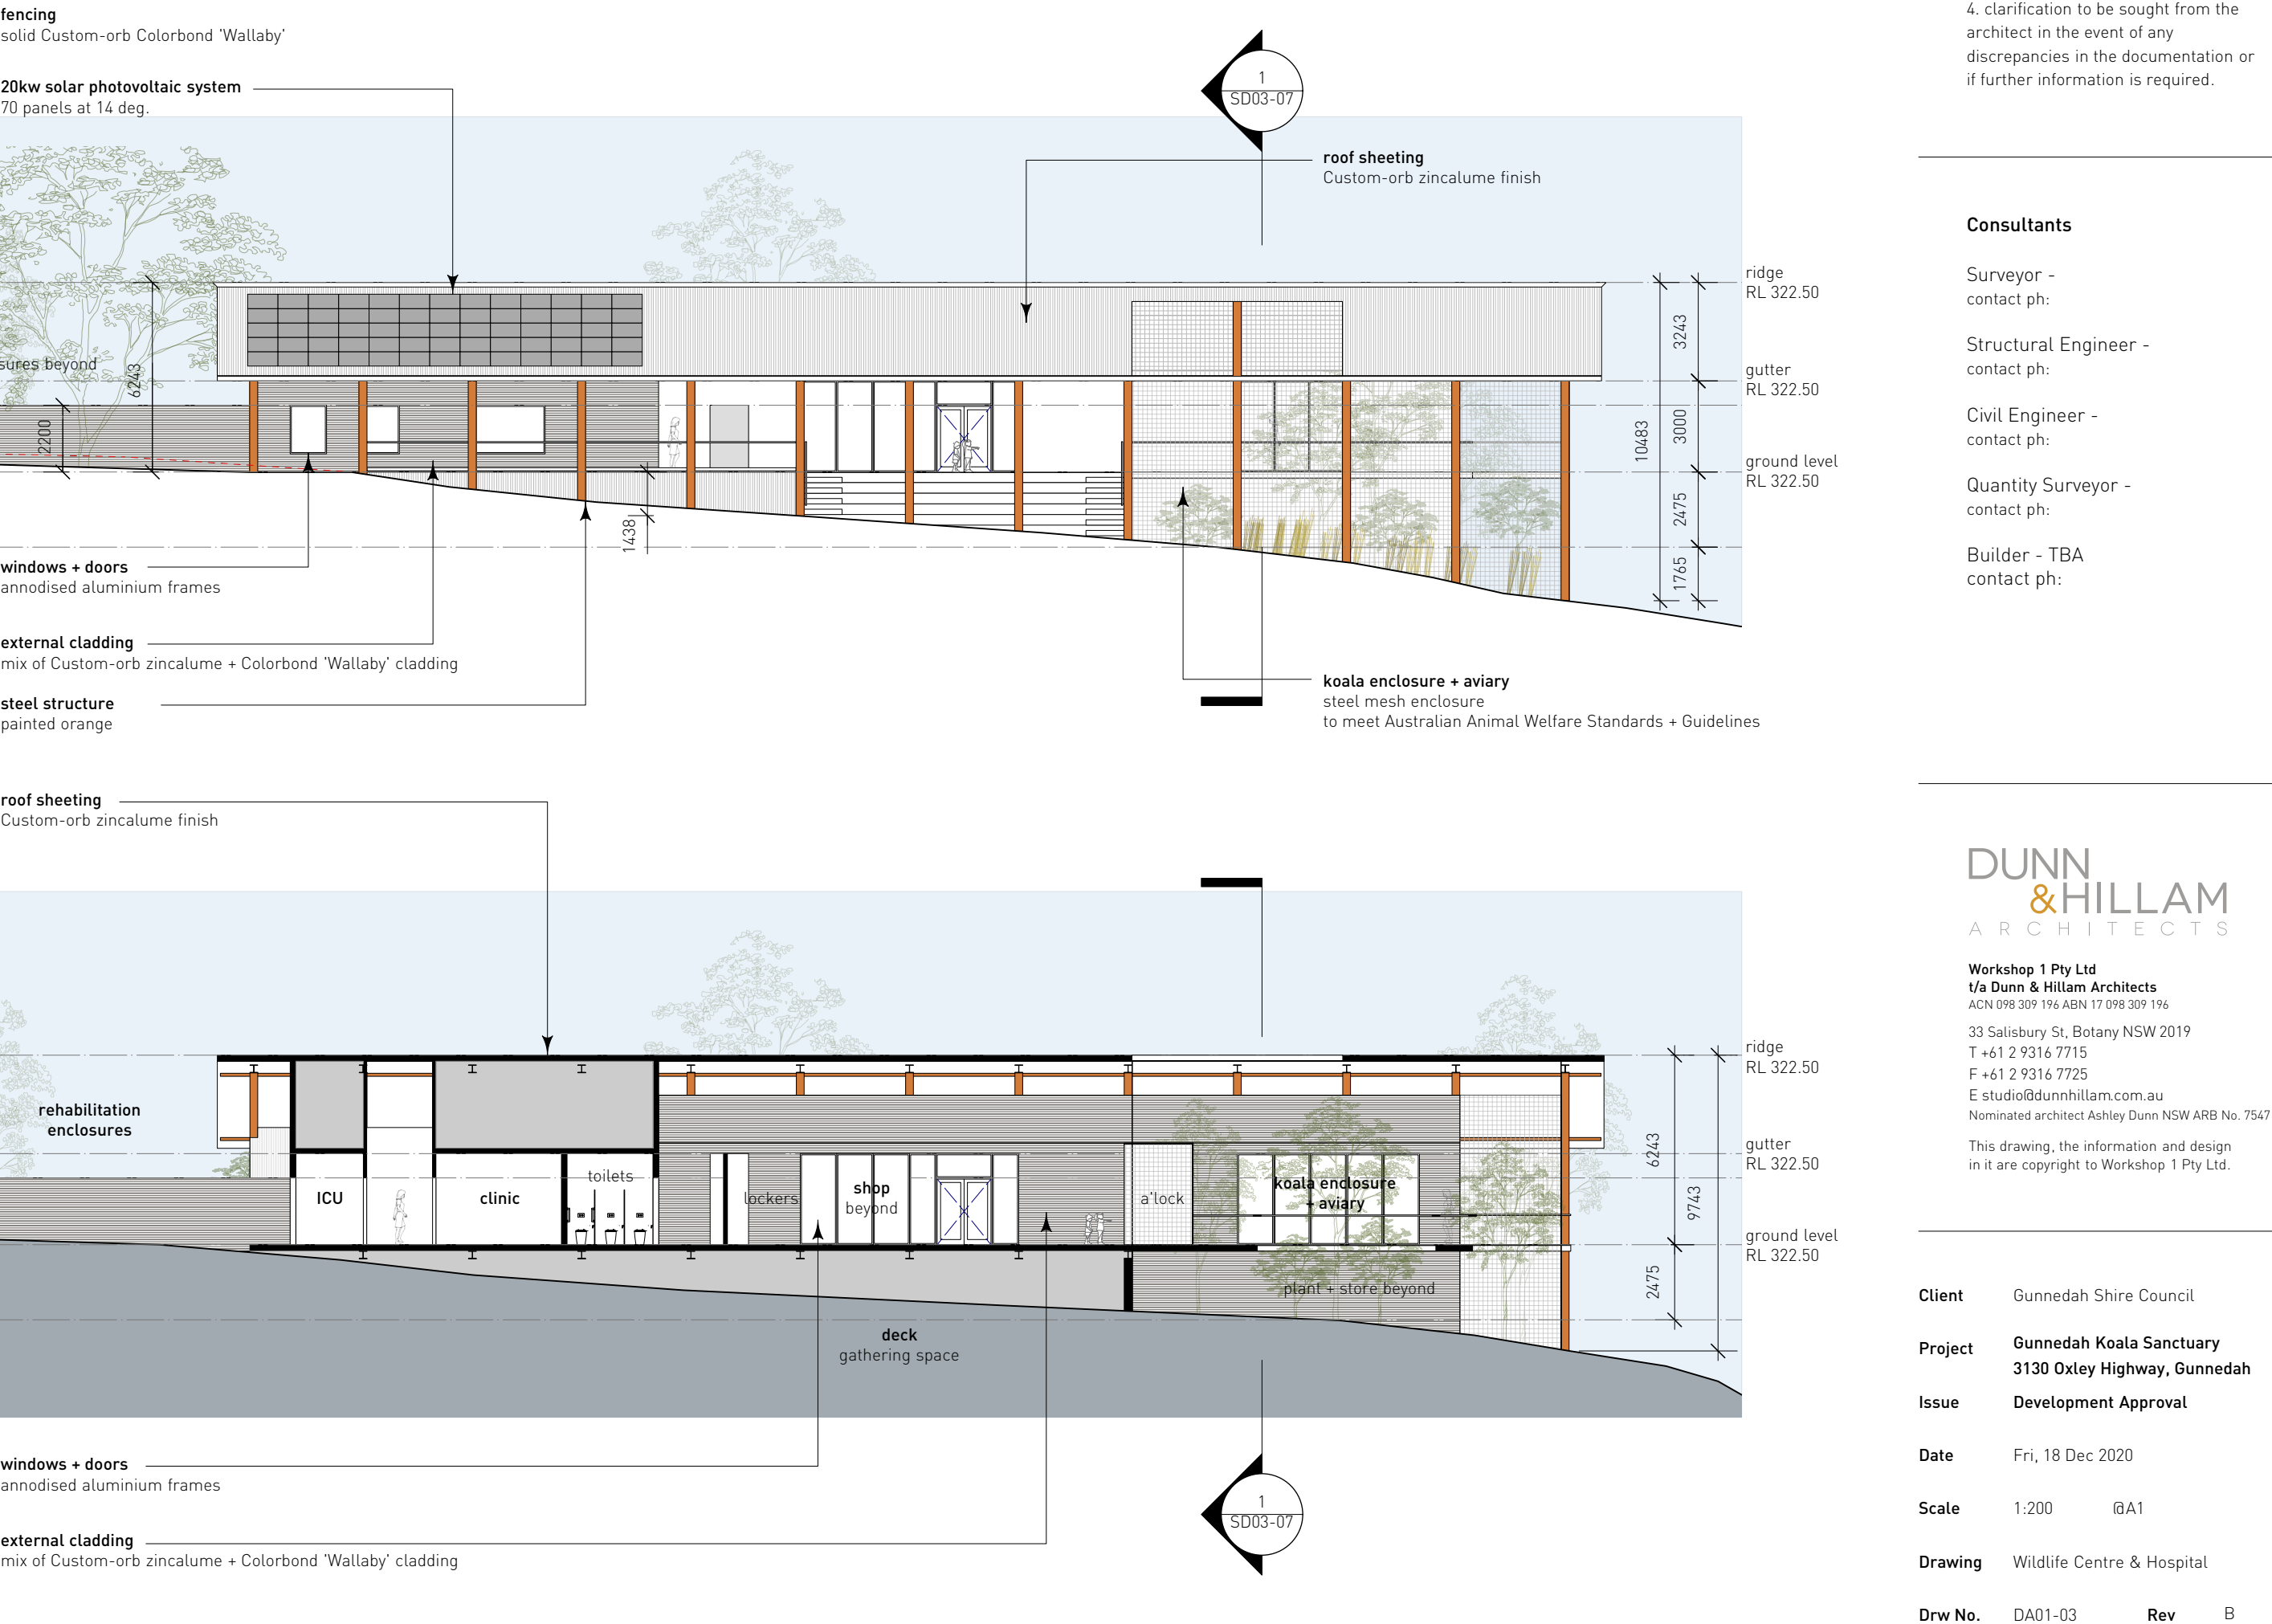 fencing
solid Custom-orb Colorbond 'Wallaby'
20kw solar photovoltaic system
70 panels at 14 deg.
1
SD03-07
roof sheeting
Custom-orb zincalume finish
ridge
RL 322.50
gutter
RL 322.50
ground level
RL 322.50
sures beyond
6243
2200
1438
10483
3243
3000
2475
1765
windows + doors
annodised aluminium frames
external cladding
mix of Custom-orb zincalume + Colorbond 'Wallaby' cladding
steel structure
painted orange
koala enclosure + aviary
steel mesh enclosure
to meet Australian Animal Welfare Standards + Guidelines
roof sheeting
Custom-orb zincalume finish
ridge
RL 322.50
gutter
RL 322.50
ground level
RL 322.50
rehabilitation
enclosures
ICU
clinic
toilets
lockers
shop
beyond
a'lock
koala enclosure
+ aviary
plant + store beyond
deck
gathering space
6243
9743
2475
windows + doors
annodised aluminium frames
external cladding
mix of Custom-orb zincalume + Colorbond 'Wallaby' cladding
1
SD03-07
4. clarification to be sought from the
architect in the event of any
discrepancies in the documentation or
if further information is required.
Consultants
Surveyor -
contact ph:
Structural Engineer -
contact ph:
Civil Engineer -
contact ph:
Quantity Surveyor -
contact ph:
Builder - TBA
contact ph:
DUNN
&HILLAM
ARCHITECTS
Workshop 1 Pty Ltd
t/a Dunn & Hillam Architects
ACN 098 309 196 ABN 17 098 309 196
33 Salisbury St, Botany NSW 2019
T +61 2 9316 7715
F +61 2 9316 7725
E studio@dunnhillam.com.au
Nominated architect Ashley Dunn NSW ARB No. 7547
This drawing, the information and design
in it are copyright to Workshop 1 Pty Ltd.
Client Gunnedah Shire Council
Project Gunnedah Koala Sanctuary
3130 Oxley Highway, Gunnedah
Issue Development Approval
Date Fri, 18 Dec 2020
Scale 1:200 @A1
Drawing Wildlife Centre & Hospital
Drw No. DA01-03 Rev B